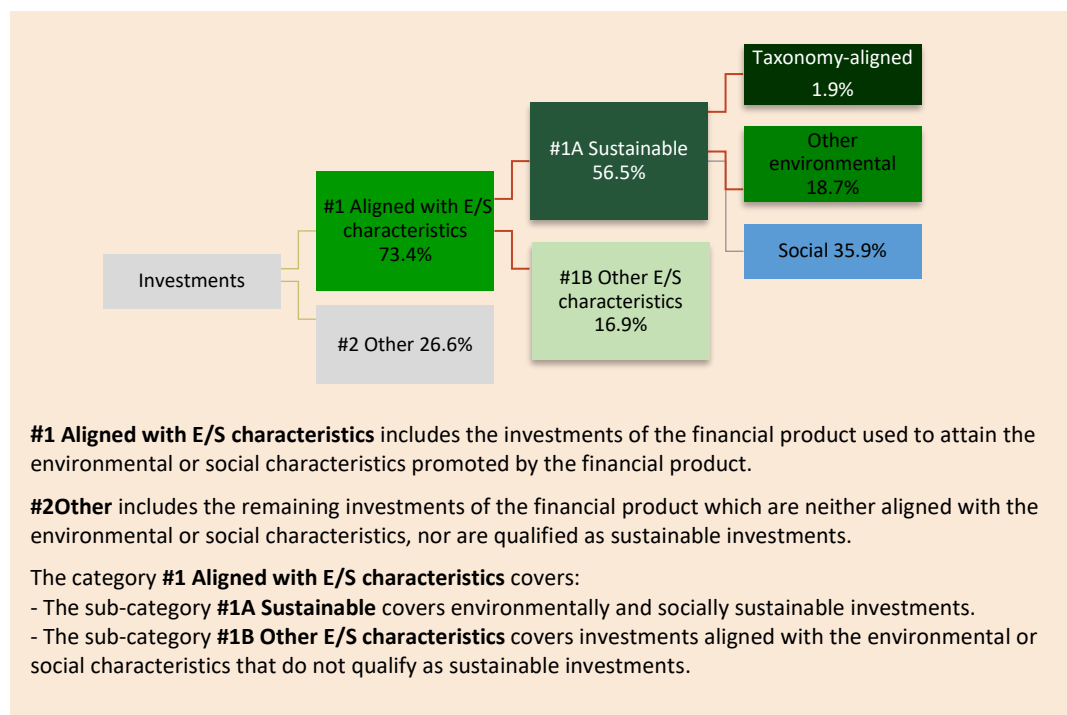 Taxonomy-aligned
1.9%
#1A Sustainable
56.5%
Other
environmental
18.7%
#1 Aligned with E/S
characteristics
73.4%
Social 35.9%
Investments
#1B Other E/S
characteristics
16.9%
#2 Other 26.6%
#1 Aligned with E/S characteristics includes the investments of the financial product used to attain the
environmental or social characteristics promoted by the financial product.
#2Other includes the remaining investments of the financial product which are neither aligned with the
environmental or social characteristics, nor are qualified as sustainable investments.
The category #1 Aligned with E/S characteristics covers:
- The sub-category #1A Sustainable covers environmentally and socially sustainable investments.
- The sub-category #1B Other E/S characteristics covers investments aligned with the environmental or
social characteristics that do not qualify as sustainable investments.